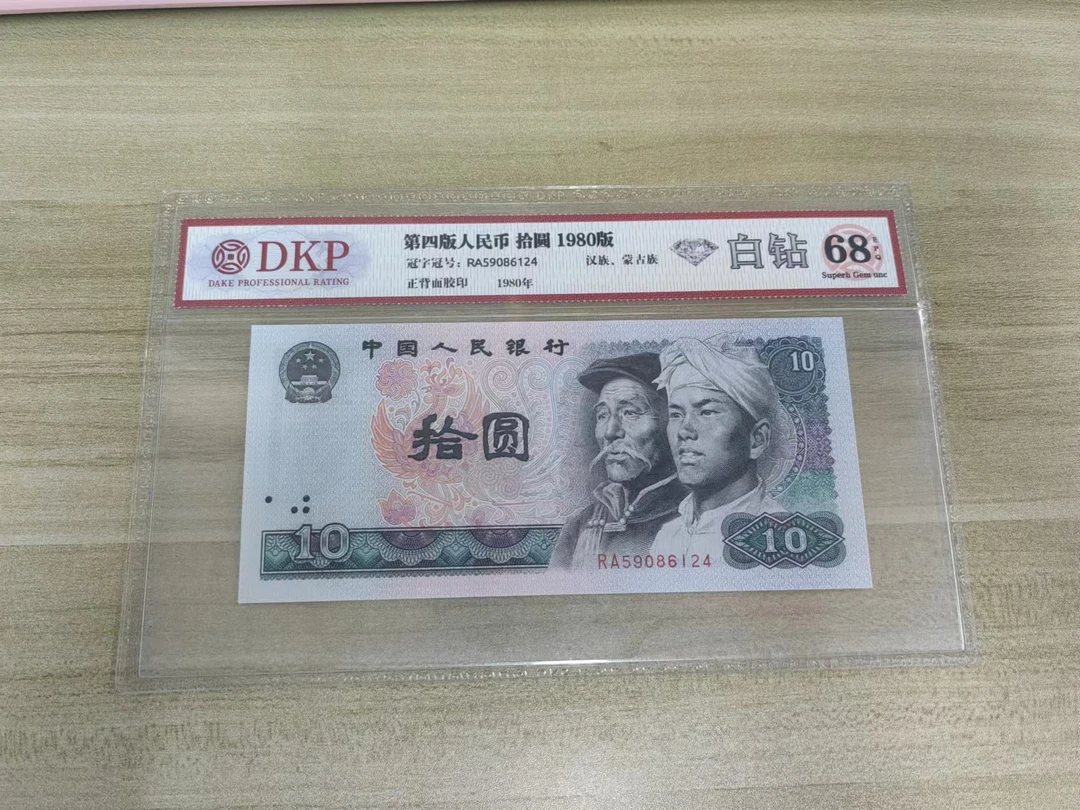 DKP
DAKE PROFESSIONAL RATING
第四版人民币 拾圆 1980版
冠字冠号：RA59086124 汉族、蒙古族
正背面胶印 1980年
白钻
68
EPQ
Superb Gem unc
中国人民银行
10
拾圆
10
RA59086124
10